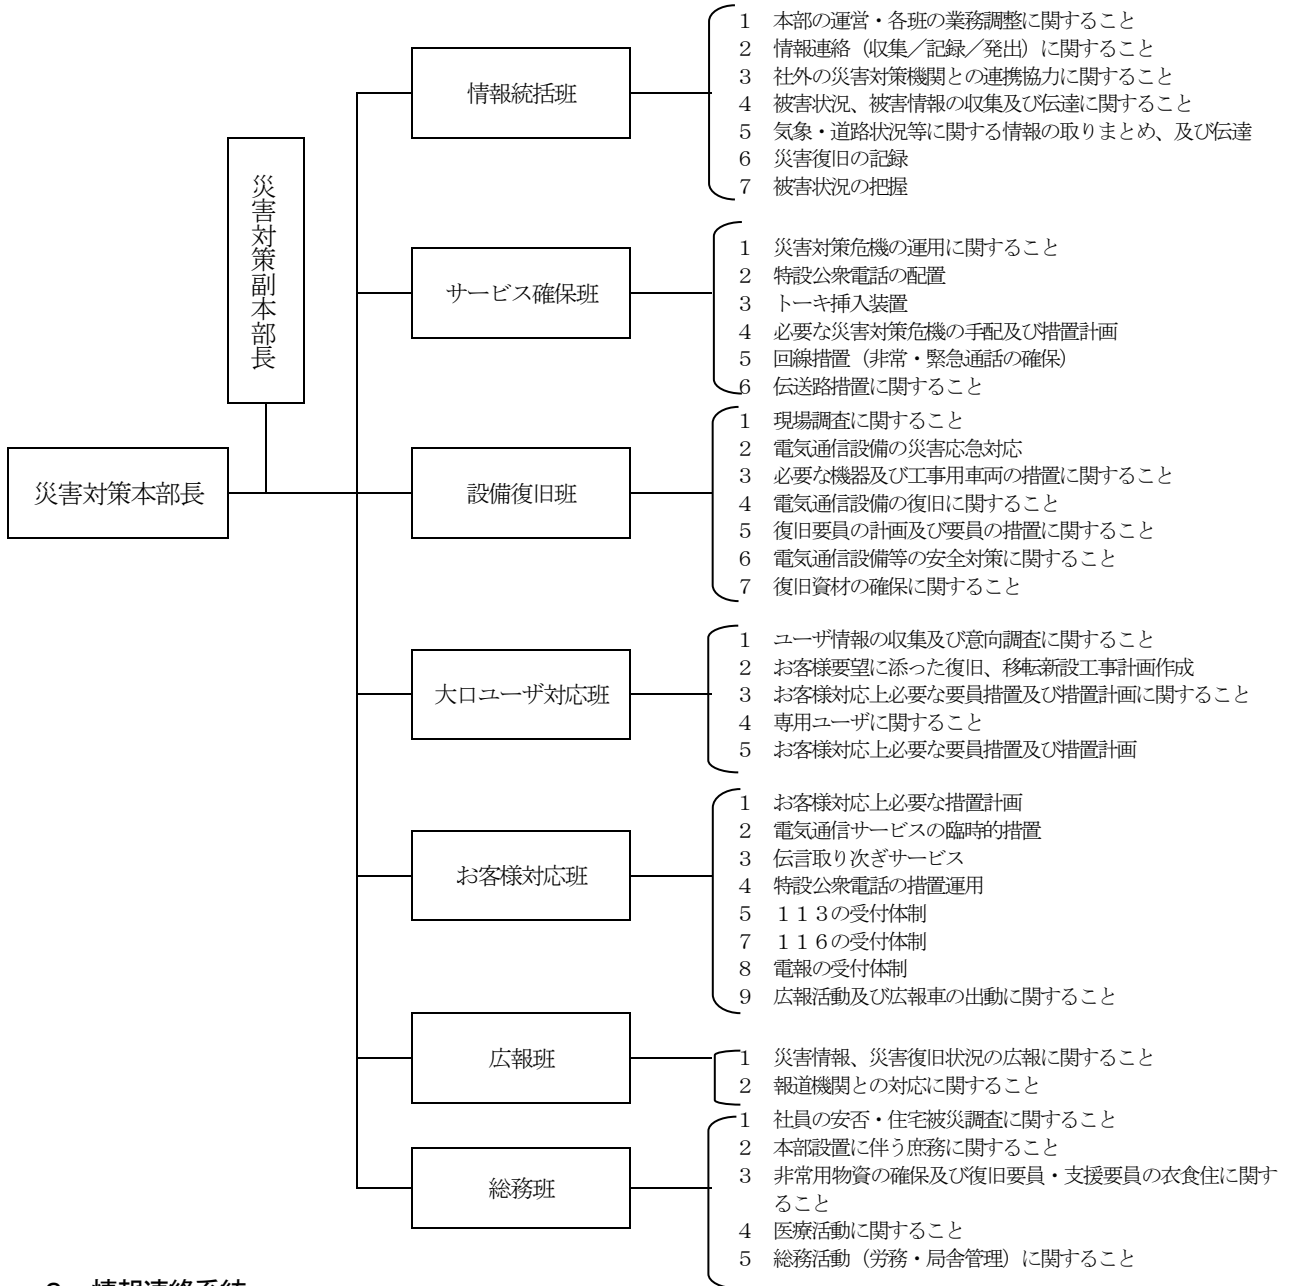 災害対策本部長
災害対策副本部長
情報統括班
1 本部の運営・各班の業務調整に関すること
2 情報連絡（収集／記録／発出）に関すること
3 社外の災害対策機関との連携協力に関すること
4 被害状況、被害情報の収集及び伝達に関すること
5 気象・道路状況等に関する情報の取りまとめ、及び伝達
6 災害復旧の記録
7 被害状況の把握
サービス確保班
1 災害対策危機の運用に関すること
2 特設公衆電話の配置
3 トーキ挿入装置
4 必要な災害対策危機の手配及び措置計画
5 回線措置（非常・緊急通話の確保）
6 伝送路措置に関すること
設備復旧班
1 現場調査に関すること
2 電気通信設備の災害応急対応
3 必要な機器及び工事用車両の措置に関すること
4 電気通信設備の復旧に関すること
5 復旧要員の計画及び要員の措置に関すること
6 電気通信設備等の安全対策に関すること
7 復旧資材の確保に関すること
大口ユーザ対応班
1 ユーザ情報の収集及び意向調査に関すること
2 お客様要望に添った復旧、移転新設工事計画作成
3 お客様対応上必要な要員措置及び措置計画に関すること
4 専用ユーザに関すること
5 お客様対応上必要な要員措置及び措置計画
お客様対応班
1 お客様対応上必要な措置計画
2 電気通信サービスの臨時的措置
3 伝言取り次ぎサービス
4 特設公衆電話の措置運用
5 １１３の受付体制
7 １１６の受付体制
8 電報の受付体制
9 広報活動及び広報車の出動に関すること
広報班
1 災害情報、災害復旧状況の広報に関すること
2 報道機関との対応に関すること
総務班
1 社員の安否・住宅被災調査に関すること
2 本部設置に伴う庶務に関すること
3 非常用物資の確保及び復旧要員・支援要員の衣食住に関す
ること
4 医療活動に関すること
5 総務活動（労務・局舎管理）に関すること
情報連絡系統